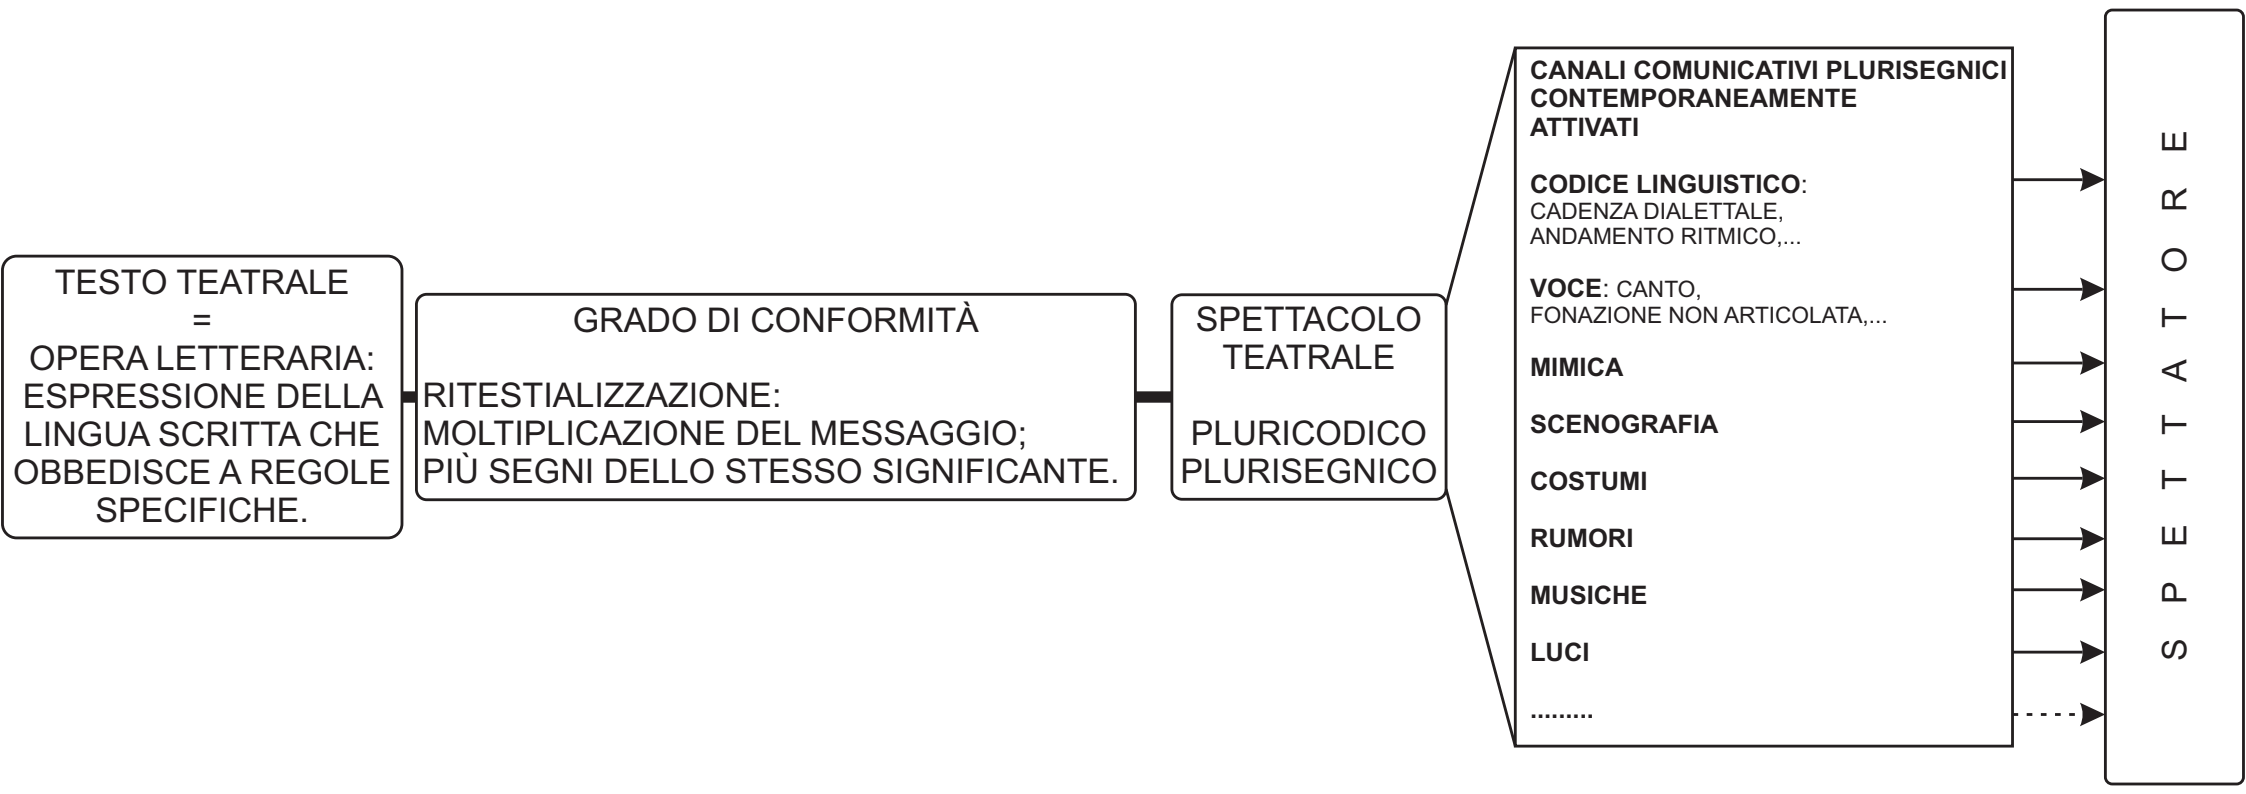 TESTO TEATRALE
=
OPERA LETTERARIA:
ESPRESSIONE DELLA
LINGUA SCRITTA CHE
OBBEDISCE A REGOLE
SPECIFICHE.
GRADO DI CONFORMITÀ
RITESTIALIZZAZIONE:
MOLTIPLICAZIONE DEL MESSAGGIO;
PIÙ SEGNI DELLO STESSO SIGNIFICANTE.
SPETTACOLO
TEATRALE
PLURICODICO
PLURISEGNICO
CANALI COMUNICATIVI PLURISEGNICI
CONTEMPORANEAMENTE
ATTIVATI
CODICE LINGUISTICO:
CADENZA DIALETTALE,
ANDAMENTO RITMICO,...
VOCE: CANTO,
FONAZIONE NON ARTICOLATA,...
MIMICA
SCENOGRAFIA
COSTUMI
RUMORI
MUSICHE
LUCI
.........
SPETTATORE